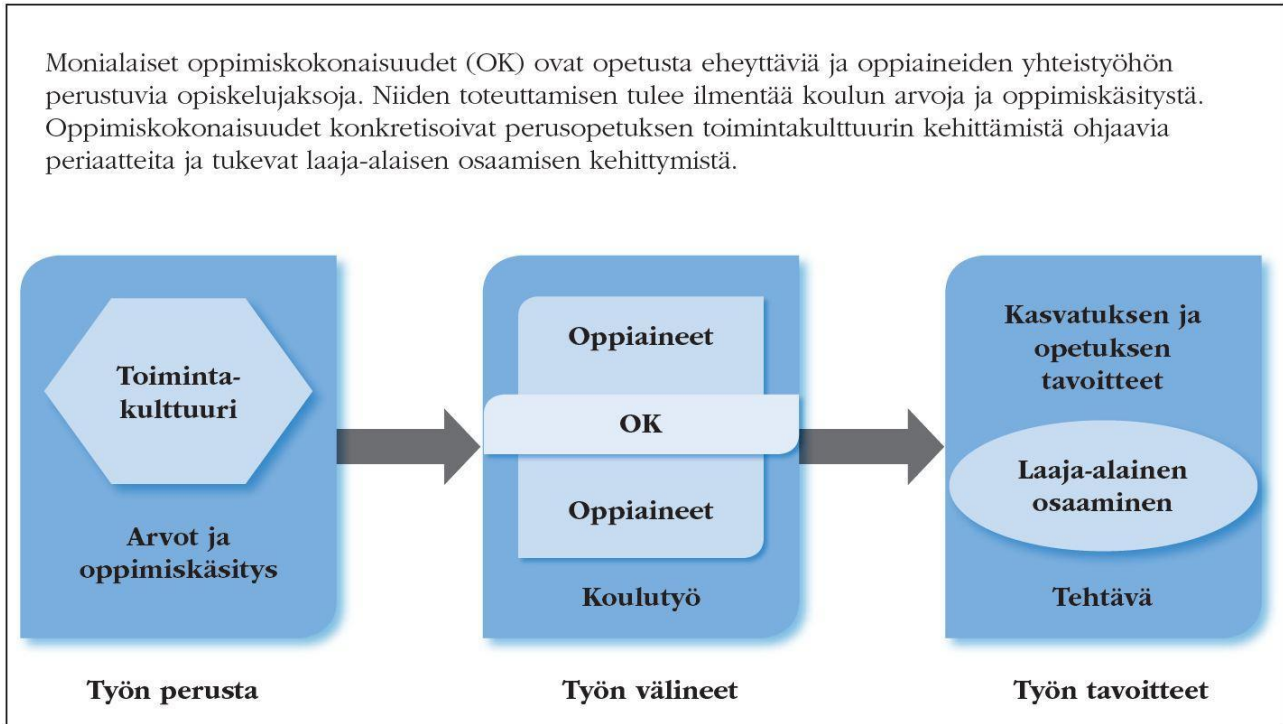 Monialaiset oppimiskokonaisuudet (OK) ovat opetusta eheyttäviä ja oppiaineiden yhteistyöhön
perustuvia opiskelujaksoja. Niiden toteuttamisen tulee ilmentää koulun arvoja ja oppimiskäsitystä.
Oppimiskokonaisuudet konkretisoivat perusopetuksen toimintakulttuurin kehittämistä ohjaavia
periaatteita ja tukevat laaja-alaisen osaamisen kehittymistä.
Toiminta-
kulttuuri
Arvot ja
oppimiskäsitys
Työn perusta
Oppiaineet
OK
Oppiaineet
Koulutyö
Työn välineet
Kasvatuksen ja
opetuksen
tavoitteet
Laaja-alainen
osaaminen
Tehtävä
Työn tavoitteet